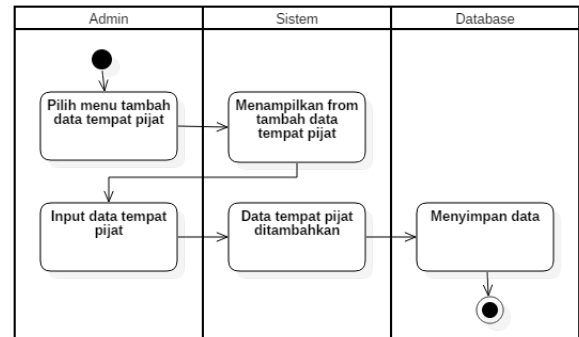 Admin
Sistem
Database
Pilih menu tambah
data tempat pijat
Menampilkan from
tambah data
tempat pijat
Input data tempat
pijat
Data tempat pijat
ditambahkan
Menyimpan data